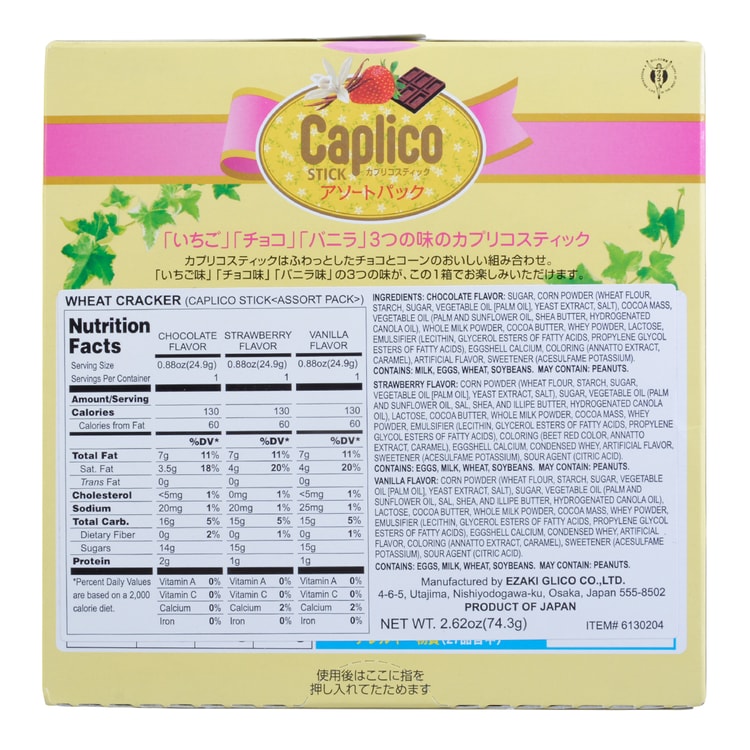 Caplico
STICK カプリコスティック
アソートパック
「いちご」「チョコ」「バニラ」3つの味のカプリコスティック
カプリコスティックはふわっとしたチョコとコーンのおいしい組み合わせ。
「いちご味」「チョコ味」「バニラ味」の3つの味が、この1箱でお楽しみいただけます。
WHEAT CRACKER (CAPLICO STICK<ASSORT PACK>)
Nutrition
Facts
CHOCOLATE FLAVOR STRAWBERRY FLAVOR VANILLA FLAVOR
Serving Size 0.88oz(24.9g) 0.88oz(24.9g) 0.88oz(24.9g)
Servings Per Container 1 1 1
Amount/Serving
Calories 130 130 130
Calories from Fat 60 60 60
%DV* %DV* %DV*
Total Fat 7g 11% 7g 11% 7g 11%
Sat. Fat 3.5g 18% 4g 20% 4g 20%
Trans Fat 0g 0g 0g
Cholesterol <5mg 1% 0mg 1% <5mg 1%
Sodium 20mg 1% 20mg 1% 25mg 1%
Total Carb. 16g 5% 15g 5% 15g 5%
Dietary Fiber 0g 2% 0g 1% 0g 1%
Sugars 14g 15g 15g
Protein 2g 1g 1g
*Percent Daily Values Vitamin A 0% Vitamin A 0% Vitamin A 0%
are based on a 2,000 Vitamin C 0% Vitamin C 0% Vitamin C 0%
calorie diet. Calcium 0% Calcium 2% Calcium 2%
Iron 0% Iron 0% Iron 0%
INGREDIENTS: CHOCOLATE FLAVOR: SUGAR, CORN POWDER (WHEAT FLOUR,
STARCH, SUGAR, VEGETABLE OIL [PALM OIL], YEAST EXTRACT, SALT), COCOA MASS,
VEGETABLE OIL (PALM AND SUNFLOWER OIL, SHEA BUTTER, HYDROGENATED
CANOLA OIL), WHOLE MILK POWDER, COCOA BUTTER, WHEY POWDER, LACTOSE,
EMULSIFIER (LECITHIN, GLYCEROL ESTERS OF FATTY ACIDS, PROPYLENE GLYCOL
ESTERS OF FATTY ACIDS), EGGSHELL CALCIUM, COLORING (ANNATTO EXTRACT,
CARAMEL), ARTIFICIAL FLAVOR, SWEETENER (ACESULFAME POTASSIUM).
CONTAINS: MILK, EGGS, WHEAT, SOYBEANS. MAY CONTAIN: PEANUTS.
STRAWBERRY FLAVOR: CORN POWDER (WHEAT FLOUR, STARCH, SUGAR,
VEGETABLE OIL [PALM OIL], YEAST EXTRACT, SALT), SUGAR, VEGETABLE OIL (PALM
AND SUNFLOWER OIL, SAL, SHEA, AND ILLIPE BUTTER, HYDROGENATED CANOLA
OIL), LACTOSE, COCOA BUTTER, WHOLE MILK POWDER, COCOA MASS, WHEY
POWDER, EMULSIFIER (LECITHIN, GLYCEROL ESTERS OF FATTY ACIDS, PROPYLENE
GLYCOL ESTERS OF FATTY ACIDS), COLORING (BEET RED COLOR, ANNATTO
EXTRACT, CARAMEL), EGGSHELL CALCIUM, CONDENSED WHEY, ARTIFICIAL FLAVOR,
SWEETENER (ACESULFAME POTASSIUM), SOUR AGENT (CITRIC ACID).
CONTAINS: EGGS, MILK, WHEAT, SOYBEANS. MAY CONTAIN: PEANUTS.
VANILLA FLAVOR: CORN POWDER (WHEAT FLOUR, STARCH, SUGAR, VEGETABLE
OIL [PALM OIL], YEAST EXTRACT, SALT), SUGAR, VEGETABLE OIL (PALM AND
SUNFLOWER OIL, SAL, SHEA, AND ILLIPE BUTTER, HYDROGENATED CANOLA OIL),
LACTOSE, COCOA BUTTER, WHOLE MILK POWDER, COCOA MASS, WHEY POWDER,
EMULSIFIER (LECITHIN, GLYCEROL ESTERS OF FATTY ACIDS, PROPYLENE GLYCOL
ESTERS OF FATTY ACIDS), EGGSHELL CALCIUM, CONDENSED WHEY, ARTIFICIAL
FLAVOR, COLORING (ANNATTO EXTRACT, CARAMEL), SWEETENER (ACESULFAME
POTASSIUM), SOUR AGENT (CITRIC ACID).
CONTAINS: EGGS, MILK, WHEAT, SOYBEANS. MAY CONTAIN: PEANUTS.
Manufactured by EZAKI GLICO CO.,LTD.
4-6-5, Utajima, Nishiyodogawa-ku, Osaka, Japan 555-8502
PRODUCT OF JAPAN
NET WT. 2.62oz(74.3g) ITEM# 6130204
使用後はここに指を
押し入れてたためます